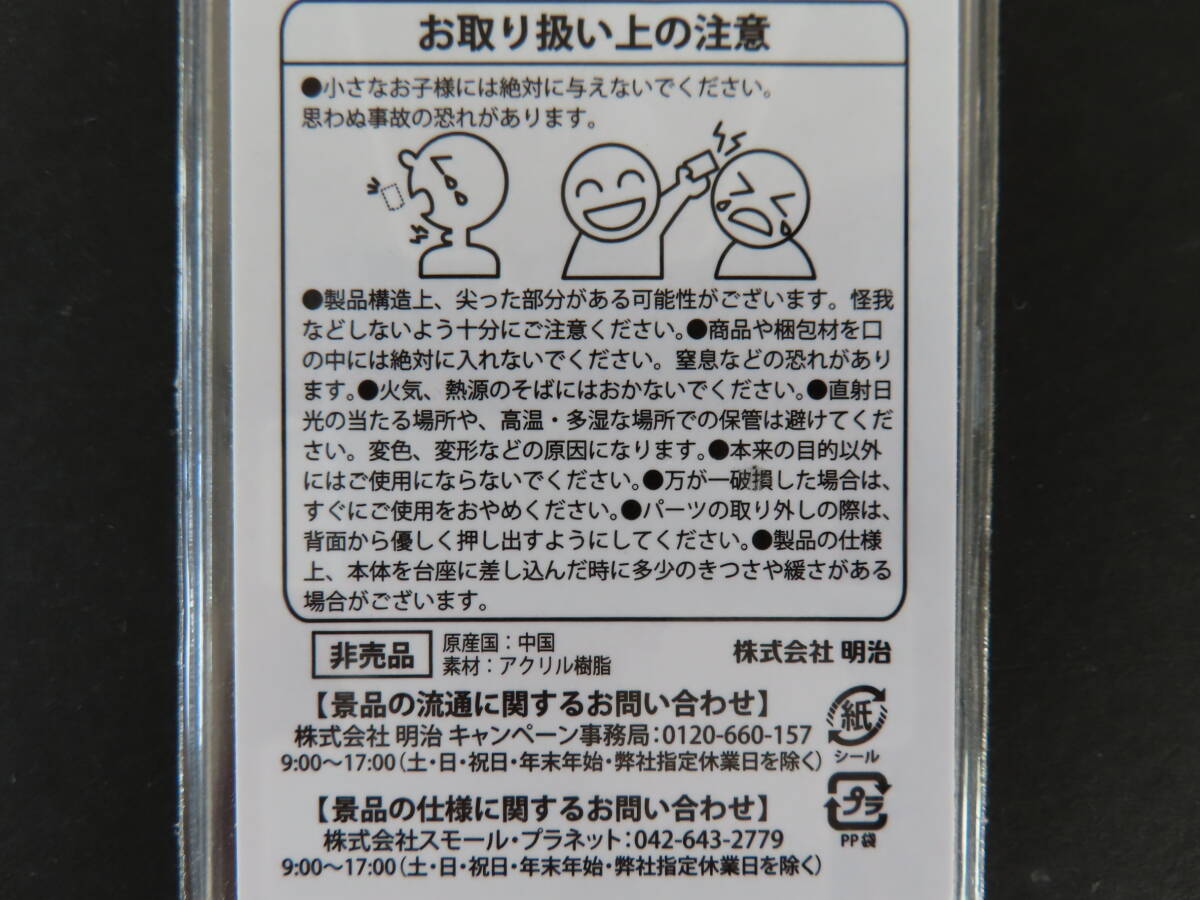 お取り扱い上の注意
●小さなお子様には絶対に与えないでください。
思わぬ事故の恐れがあります。
●製品構造上、尖った部分がある可能性がございます。怪我
などしないよう十分にご注意ください。●商品や梱包材を口
の中には絶対に入れないでください。窒息などの恐れがあり
ます。●火気、熱源のそばにはおかないでください。●直射日
光の当たる場所や、高温・多湿な場所での保管は避けてくだ
さい。変色、変形などの原因になります。●本来の目的以外
にはご使用にならないでください。●万が一破損した場合は、
すぐにご使用をおやめください。●パーツの取り外しの際は、
背面から優しく押し出すようにしてください。●製品の仕様
上、本体を台座に差し込んだ時に多少のきつさや緩さがある
場合がございます。
非売品
原産国：中国
素材：アクリル樹脂
株式会社 明治
【景品の流通に関するお問い合わせ】
株式会社 明治 キャンペーン事務局：0120-660-157
9:00〜17:00（土・日・祝日・年末年始・弊社指定休業日を除く）
紙
シール
【景品の仕様に関するお問い合わせ】
株式会社スモール・プラネット：042-643-2779
9:00〜17:00（土・日・祝日・年末年始・弊社指定休業日を除く）
プラ
PP袋